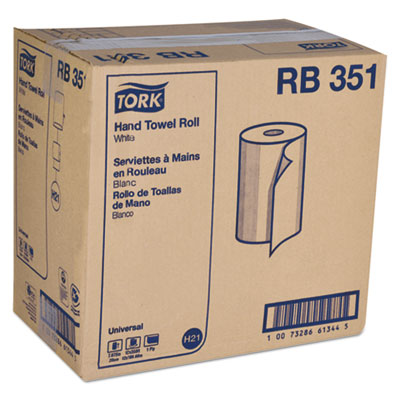 RB 351
TORK
Hand Towel Roll
White
Serviettes à Mains
en Rouleau
Blanc
Rollo de Toallas
de Mano
Blanco
Universal
H21
RB 351
1 00 73286 61344 5